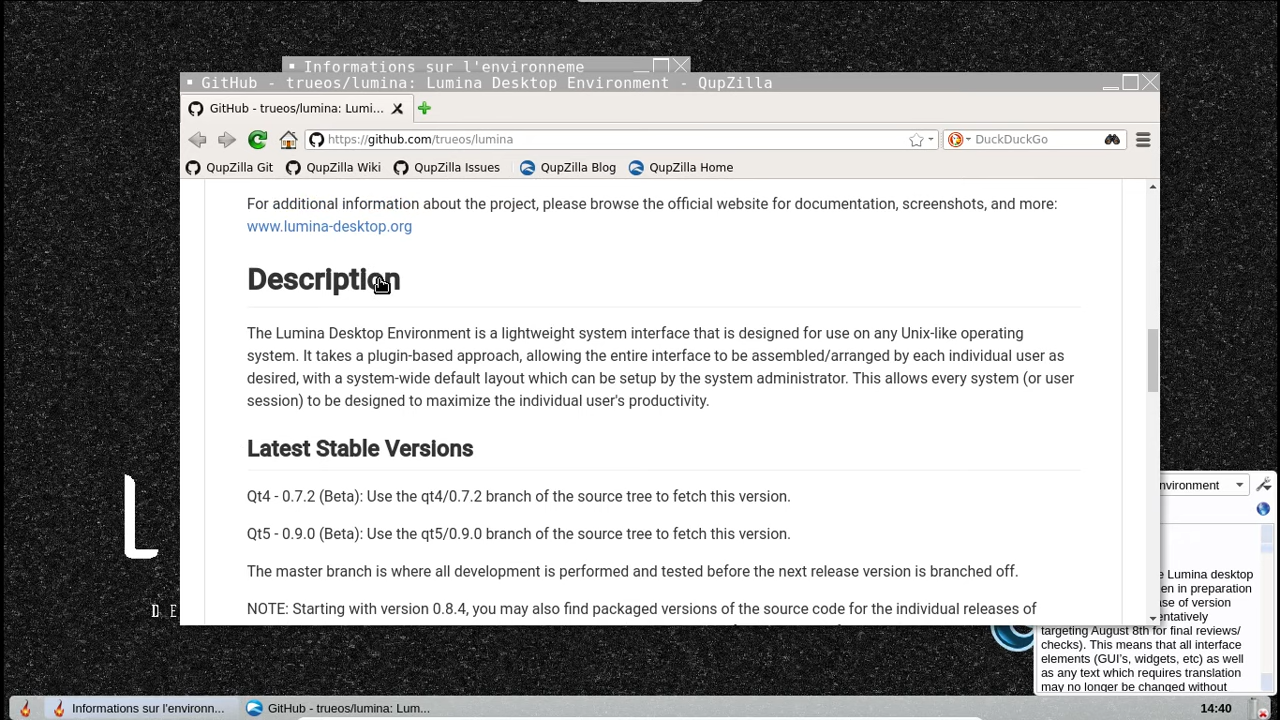 Informations sur l'environneme
GitHub - trueos/lumina: Lumina Desktop Environment - QupZilla
GitHub - trueos/lumina: Lumi...
https://github.com/trueos/lumina
DuckDuckGo
QupZilla Git QupZilla Wiki QupZilla Issues QupZilla Blog QupZilla Home
For additional information about the project, please browse the official website for documentation, screenshots, and more:
www.lumina-desktop.org
Description
The Lumina Desktop Environment is a lightweight system interface that is designed for use on any Unix-like operating
system. It takes a plugin-based approach, allowing the entire interface to be assembled/arranged by each individual user as
desired, with a system-wide default layout which can be setup by the system administrator. This allows every system (or user
session) to be designed to maximize the individual user's productivity.
Latest Stable Versions
Qt4 - 0.7.2 (Beta): Use the qt4/0.7.2 branch of the source tree to fetch this version.
Qt5 - 0.9.0 (Beta): Use the qt5/0.9.0 branch of the source tree to fetch this version.
The master branch is where all development is performed and tested before the next release version is branched off.
NOTE: Starting with version 0.8.4, you may also find packaged versions of the source code for the individual releases of
L
D E
nvironment
e Lumina desktop
en in preparation
ase of version
entatively
targeting August 8th for final reviews/
checks). This means that all interface
elements (GUI's, widgets, etc) as well
as any text which requires translation
may no longer be changed without
Informations sur l'environn...
GitHub - trueos/lumina: Lum...
14:40